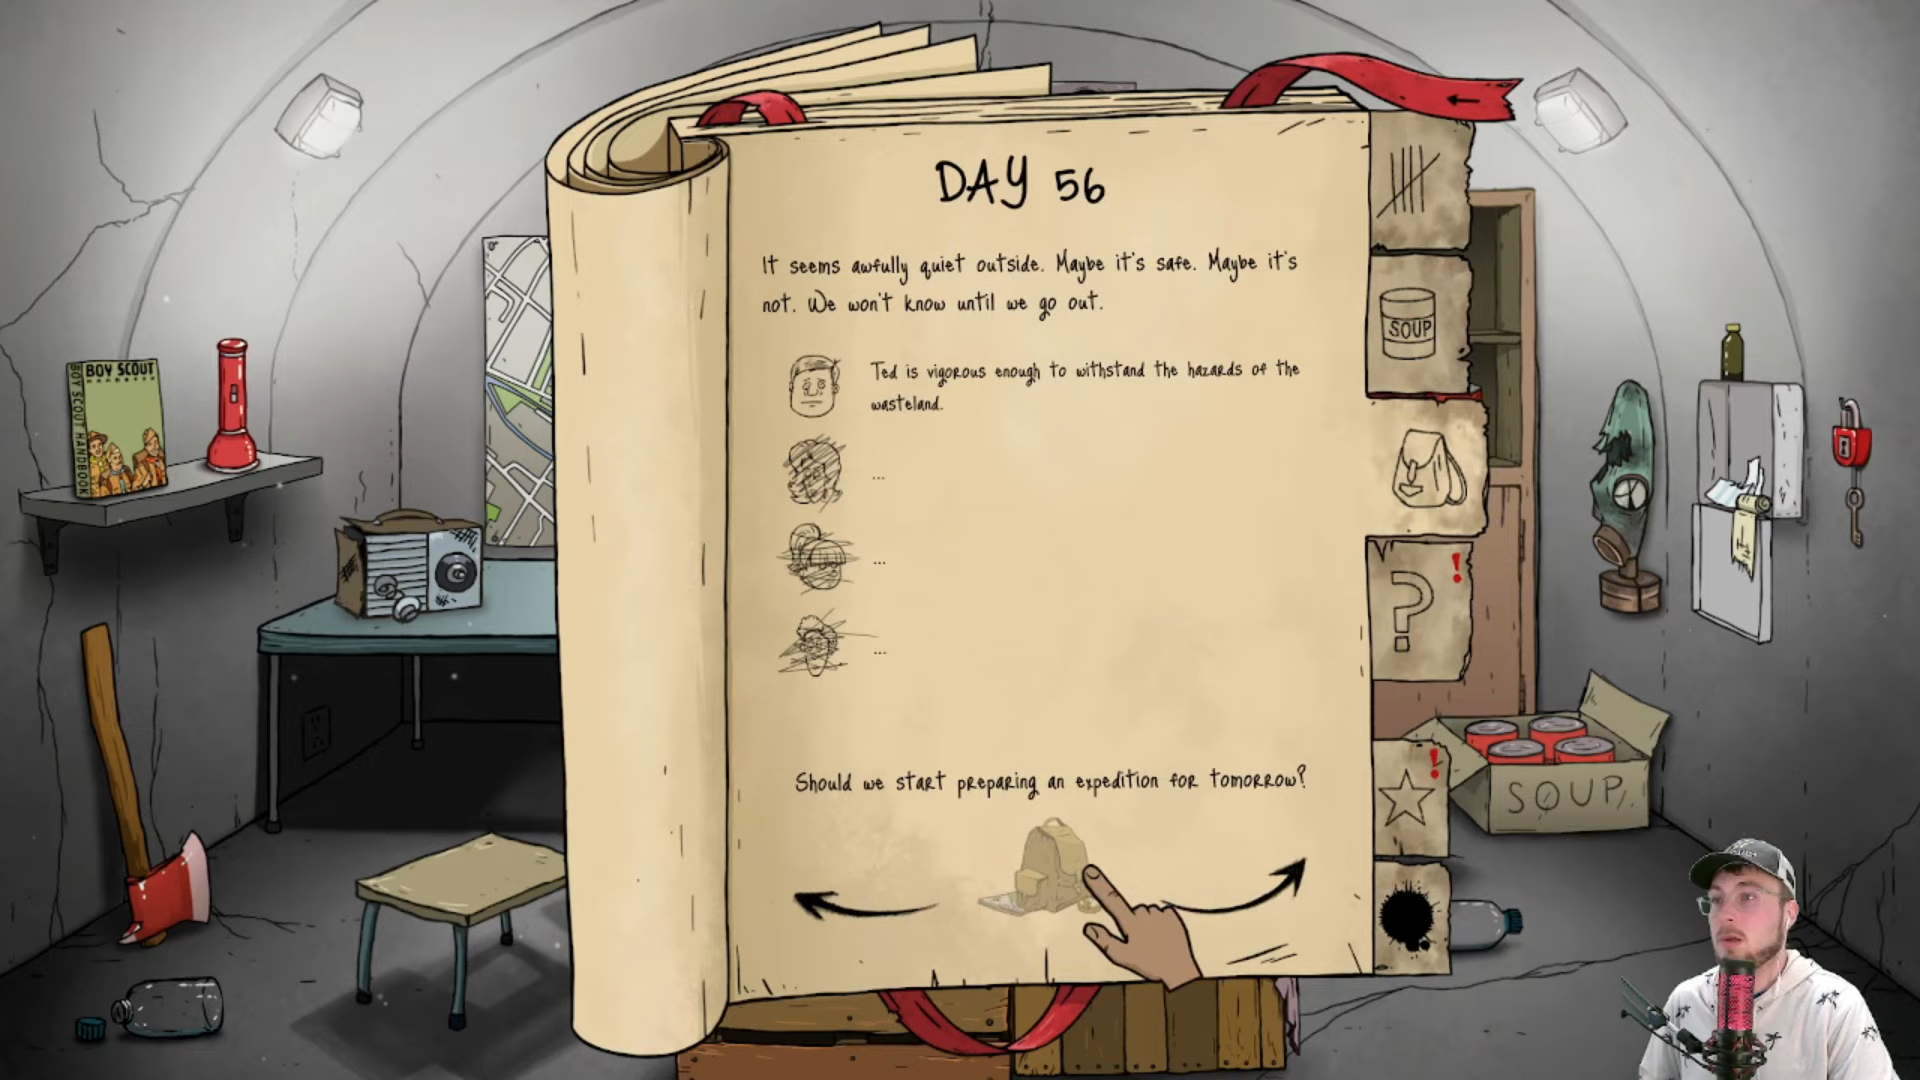 DAY 56
It seems awfully quiet outside. Maybe it's safe. Maybe it's
not. We won't know until we go out.
Ted is vigorous enough to withstand the hazards of the
wasteland.
...
...
...
Should we start preparing an expedition for tomorrow?
BOY SCOUT
HANDBOOK
BOY SCOUT HANDBOOK
SOUP
?
!
!
SOUP